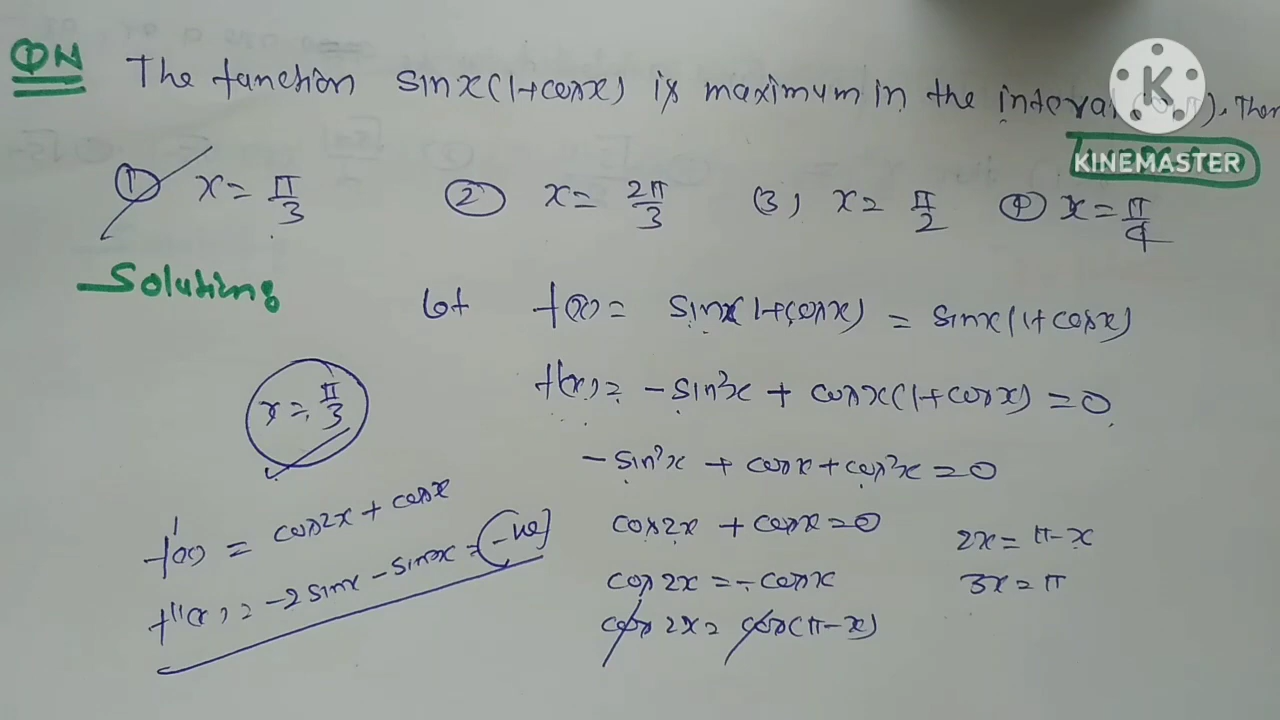 QN The function sinx(1+cosx) is maximum in the interval ). Then
K
KINEMASTER
① x = π/3 ② x = 2π/3 (3) x = π/2 ④ x = π/4
Solution Let f(x) = sinx(1+cosx) = sinx(1+cosx)
f'(x) = -sin²x + cosx(1+cosx) = 0
x = π/3
-sin²x + cosx + cos²x = 0
cos2x + cosx = 0
cos2x = -cosx
cos2x = cos(π-x)
2x = π-x
3x = π
f'(x) = cos2x + cosx
f''(x) = -2sinx - sinx = (-ve)